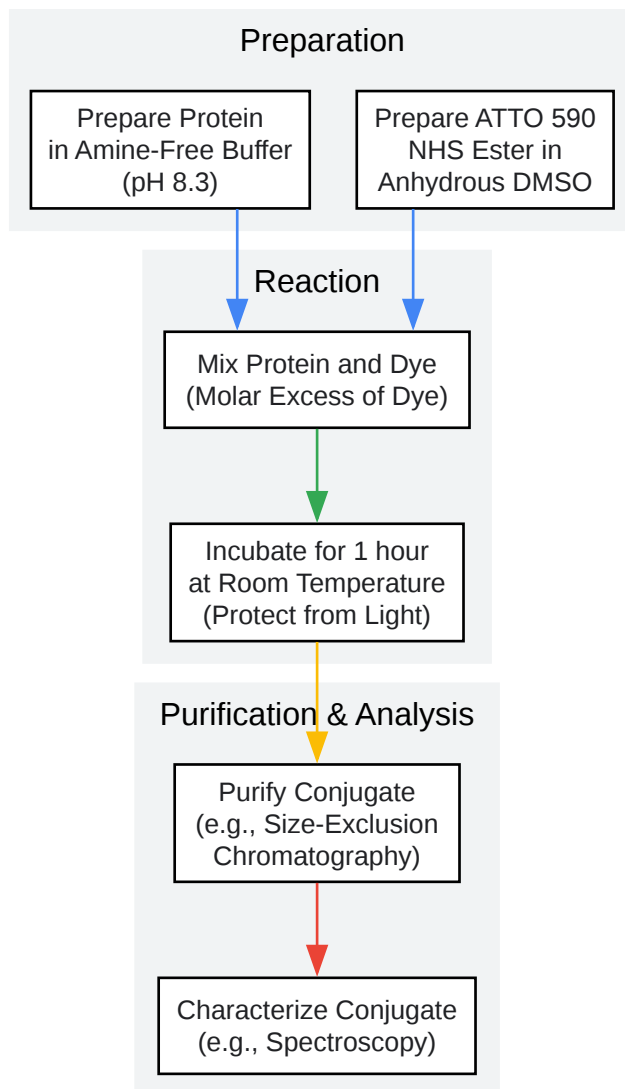 Preparation
Prepare Protein
in Amine-Free Buffer
(pH 8.3)
Prepare ATTO 590
NHS Ester in
Anhydrous DMSO
Reaction
Mix Protein and Dye
(Molar Excess of Dye)
Incubate for 1 hour
at Room Temperature
(Protect from Light)
Purification & Analysis
Purify Conjugate
(e.g., Size-Exclusion
Chromatography)
Characterize Conjugate
(e.g., Spectroscopy)